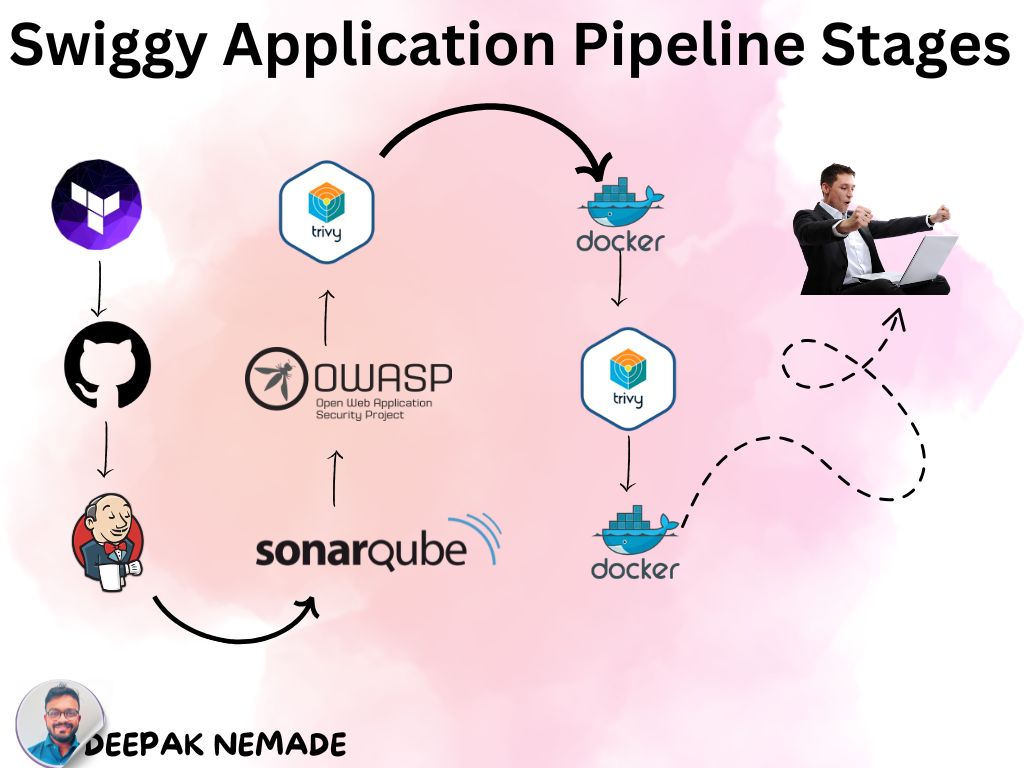 Swiggy Application Pipeline Stages
trivy
docker
OWASP
Open Web Application
Security Project
trivy
sonarqube
docker
DEEPAK NEMADE